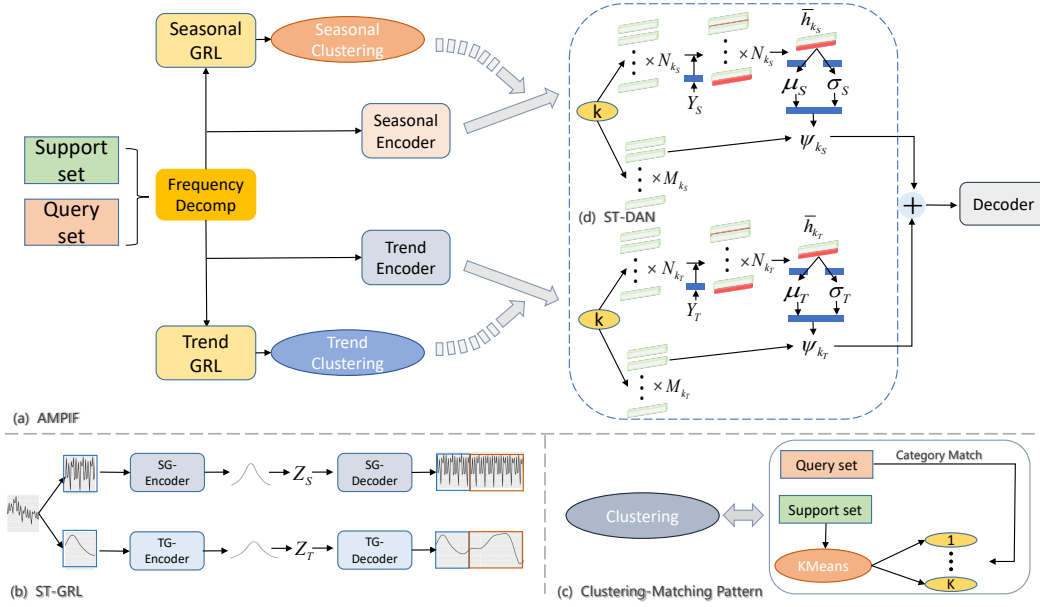 Seasonal
GRL
Seasonal
Clustering
Support
set
Query
set
Frequency
Decomp
Seasonal
Encoder
Trend
Encoder
Trend
GRL
Trend
Clustering
(a) AMPIF
k
× N_{k_S}
Y_S
× N_{k_S}
\overline{h}_{k_S}
μ_S
σ_S
ψ_{k_S}
× M_{k_S}
(d) ST-DAN
k
× N_{k_T}
Y_T
× N_{k_T}
\overline{h}_{k_T}
μ_T
σ_T
ψ_{k_T}
× M_{k_T}
+
Decoder
SG-
Encoder
Z_S
SG-
Decoder
TG-
Encoder
Z_T
TG-
Decoder
(b) ST-GRL
Clustering
Query set
Category Match
Support set
KMeans
1
K
(c) Clustering-Matching Pattern